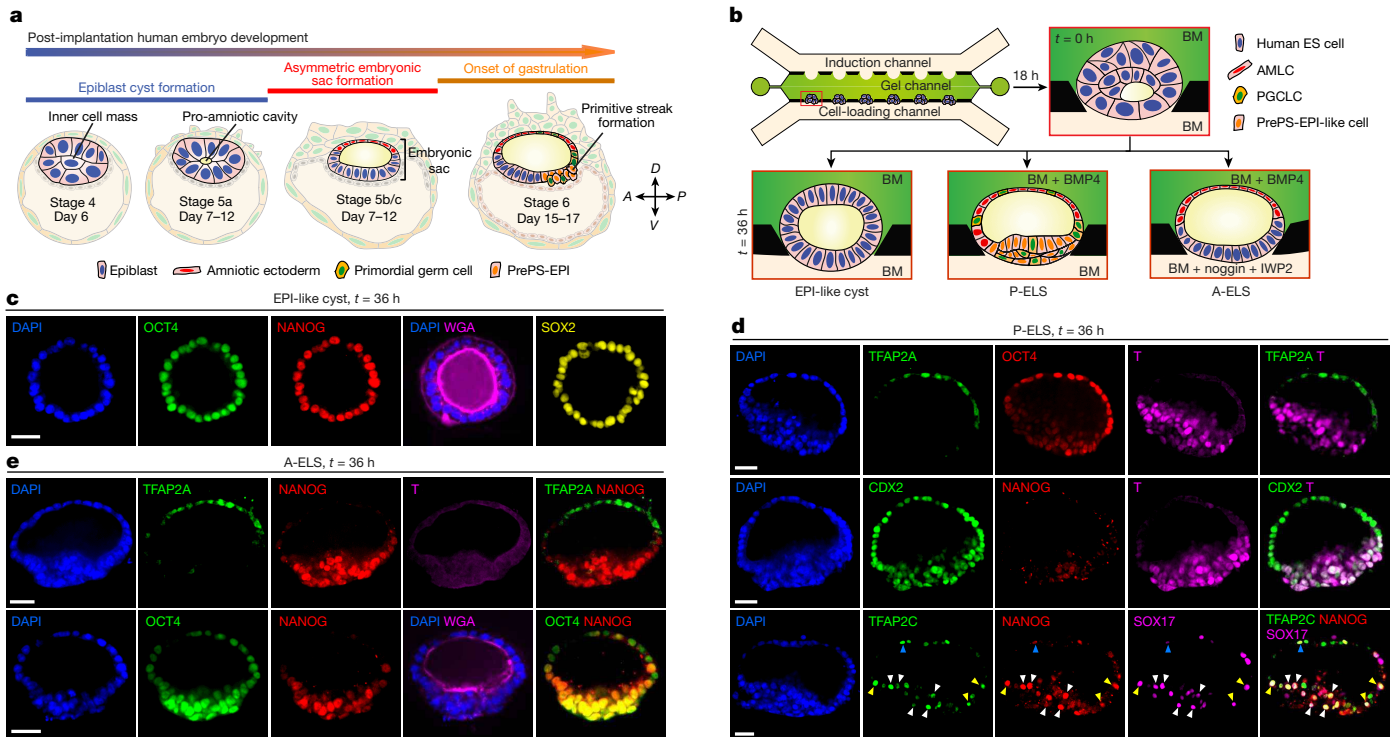 a
Post-implantation human embryo development
Epiblast cyst formation
Asymmetric embryonic
sac formation
Onset of gastrulation
Inner cell mass
Pro-amniotic cavity
Primitive streak
formation
Embryonic
sac
Stage 4
Day 6
Stage 5a
Day 7–12
Stage 5b/c
Day 7–12
Stage 6
Day 15–17
D
A
P
V
Epiblast
Amniotic ectoderm
Primordial germ cell
PrePS-EPI
b
Induction channel
Gel channel
Cell-loading channel
18 h
t = 0 h
BM
BM
Human ES cell
AMLC
PGCLC
PrePS-EPI-like cell
t = 36 h
BM
BM
EPI-like cyst
BM + BMP4
BM
P-ELS
BM + BMP4
BM + noggin + IWP2
A-ELS
c
EPI-like cyst, t = 36 h
DAPI
OCT4
NANOG
DAPI WGA
SOX2
d
P-ELS, t = 36 h
DAPI
TFAP2A
OCT4
T
TFAP2A T
DAPI
CDX2
NANOG
T
CDX2 T
DAPI
TFAP2C
NANOG
SOX17
TFAP2C NANOG
SOX17
e
A-ELS, t = 36 h
DAPI
TFAP2A
NANOG
T
TFAP2A NANOG
DAPI
OCT4
NANOG
DAPI WGA
OCT4 NANOG